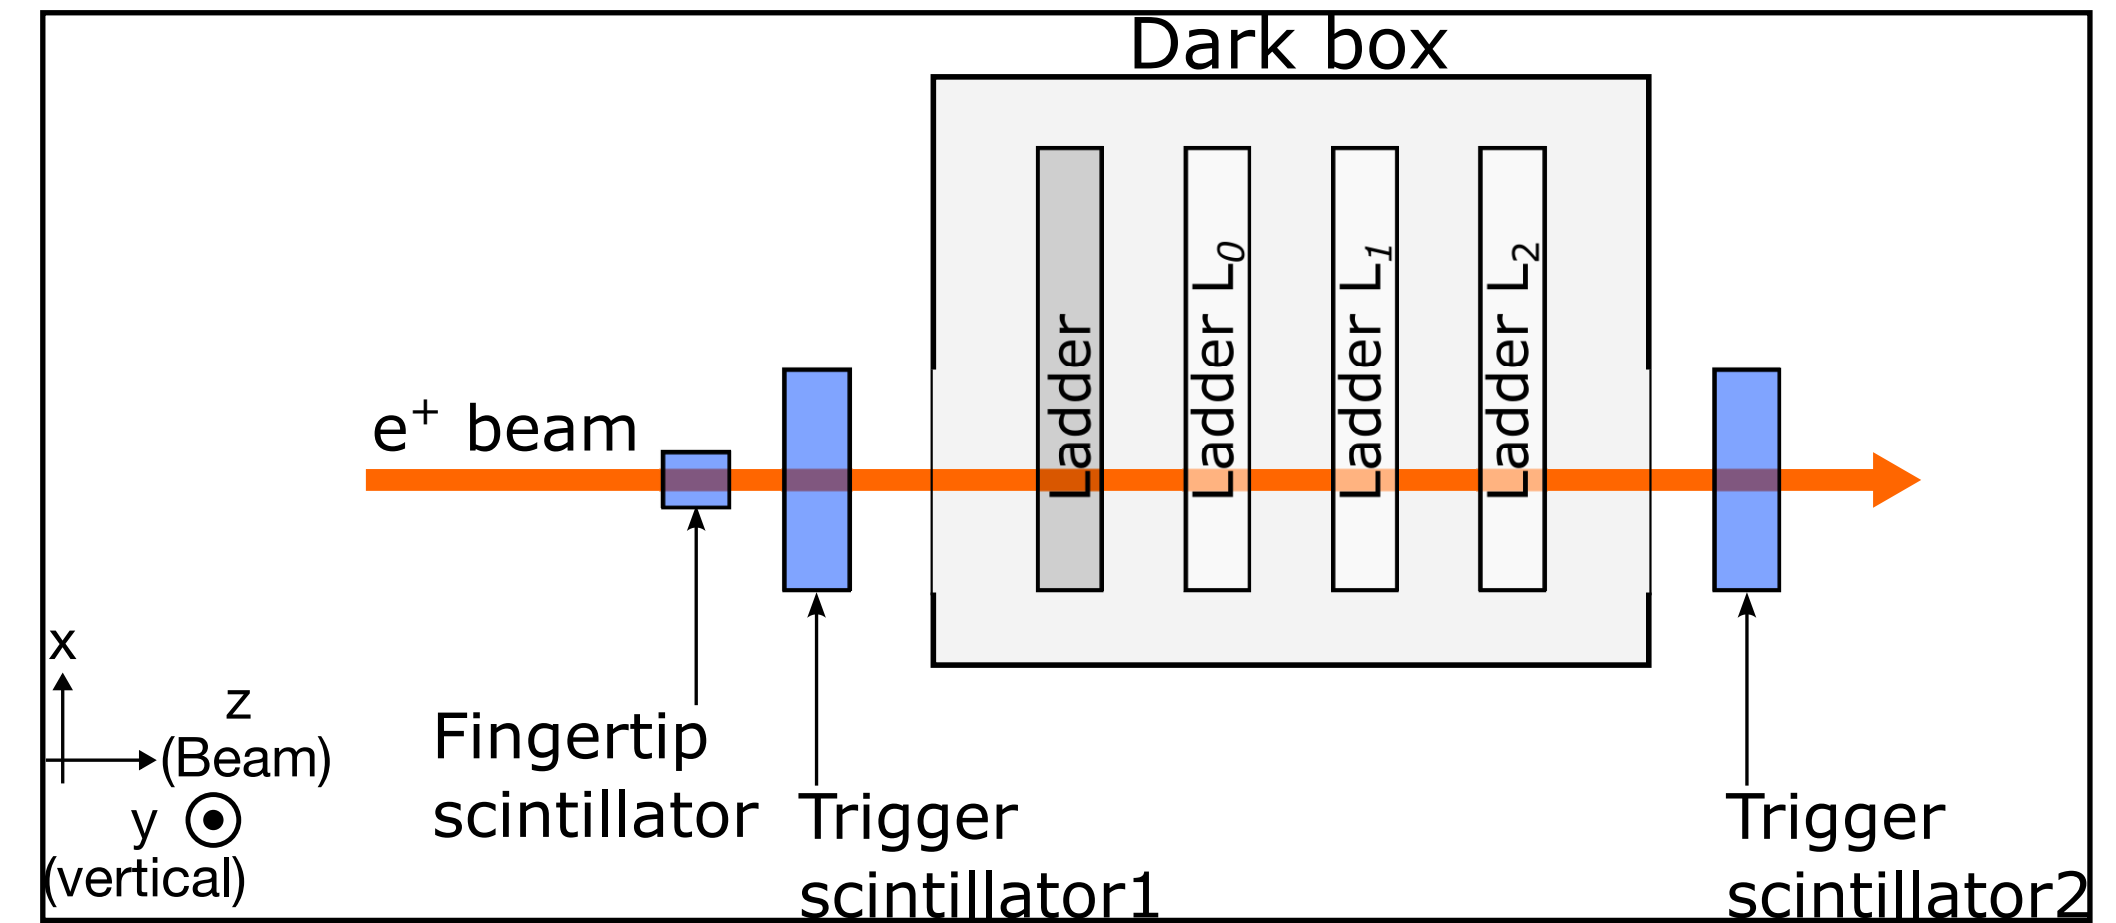 Dark box
Ladder
Ladder L0
Ladder L1
Ladder L2
e⁺ beam
x
z
(Beam)
y
(vertical)
Fingertip
scintillator
Trigger
scintillator1
Trigger
scintillator2